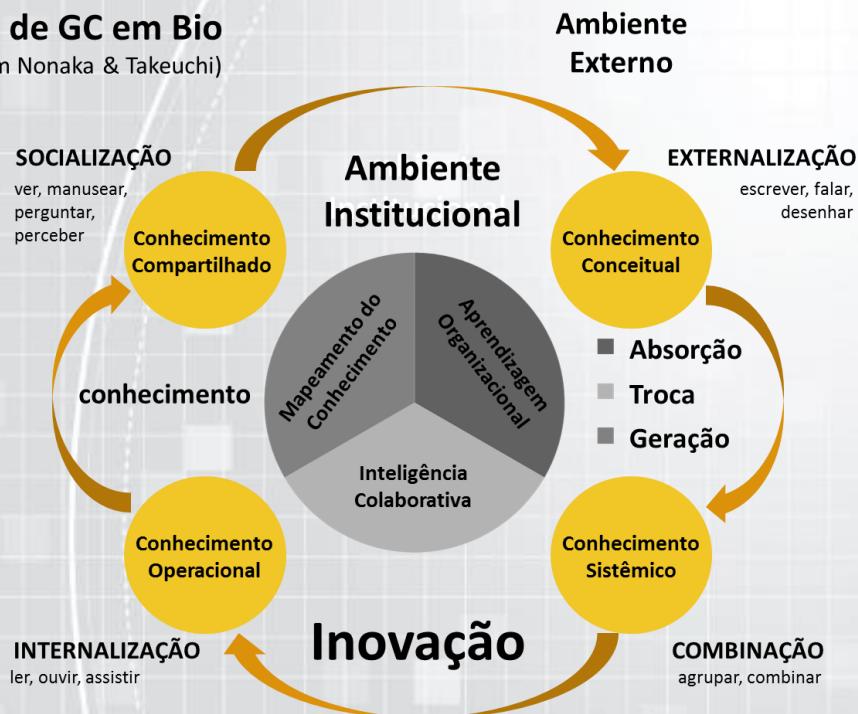 de GC em Bio
Nonaka & Takeuchi)
Ambiente
Externo
SOCIALIZAÇÃO
ver, manusear,
perguntar,
perceber
Conhecimento
Compartilhado
Ambiente
Institucional
EXTERNALIZAÇÃO
escrever, falar,
desenhar
Conhecimento
Conceitual
Mapeamento do
Conhecimento
Aprendizagem
Organizacional
Inteligência
Colaborativa
Absorção
Troca
Geração
conhecimento
Conhecimento
Operacional
Conhecimento
Sistêmico
INTERNALIZAÇÃO
ler, ouvir, assistir
Inovação
COMBINAÇÃO
agrupar, combinar